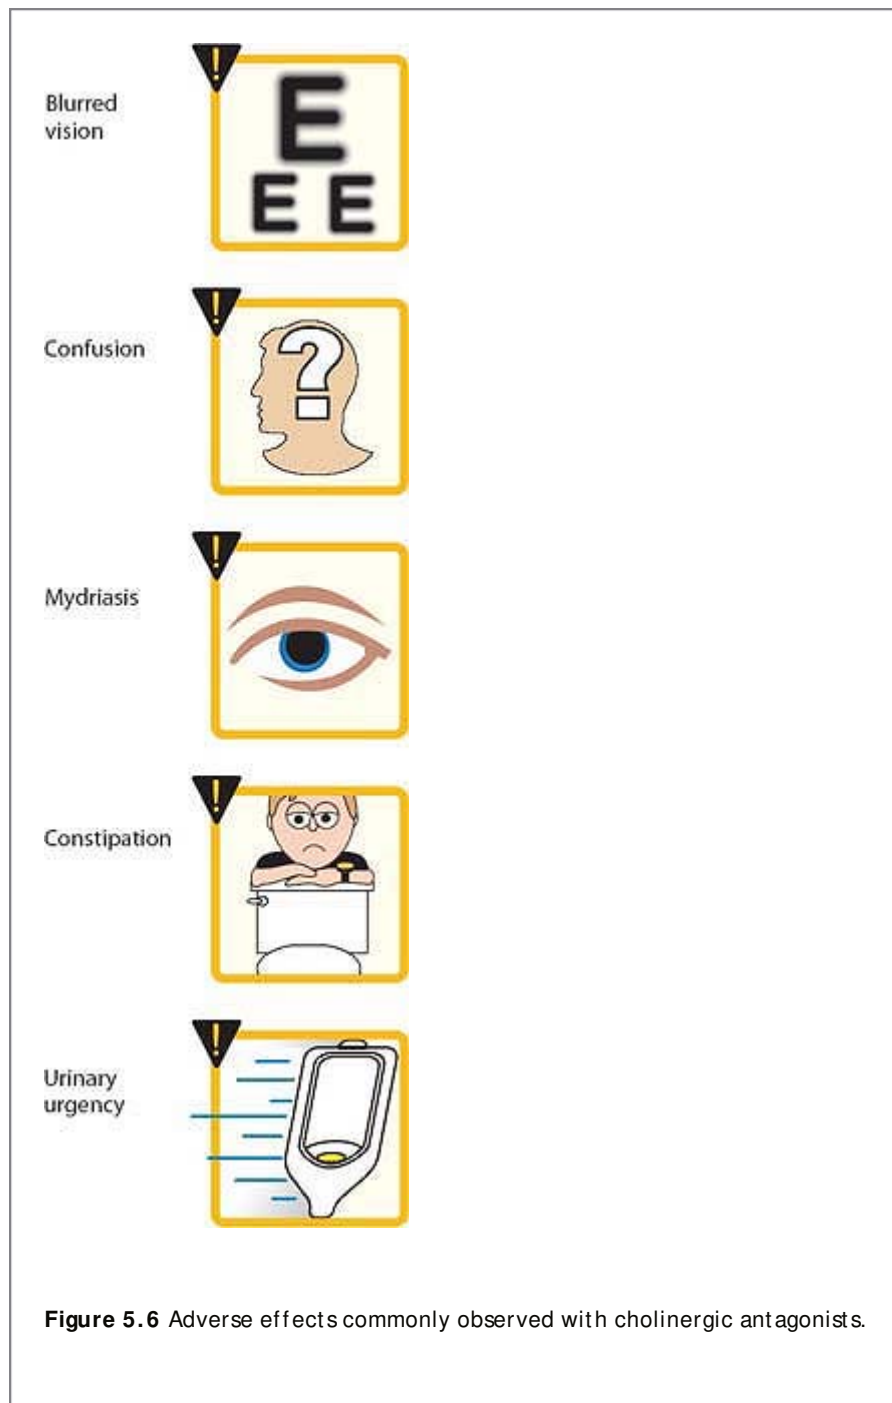 Blurred
vision
E
E E
Confusion
?
Mydriasis
Constipation
Urinary
urgency
Figure 5.6 Adverse effects commonly observed with cholinergic antagonists.